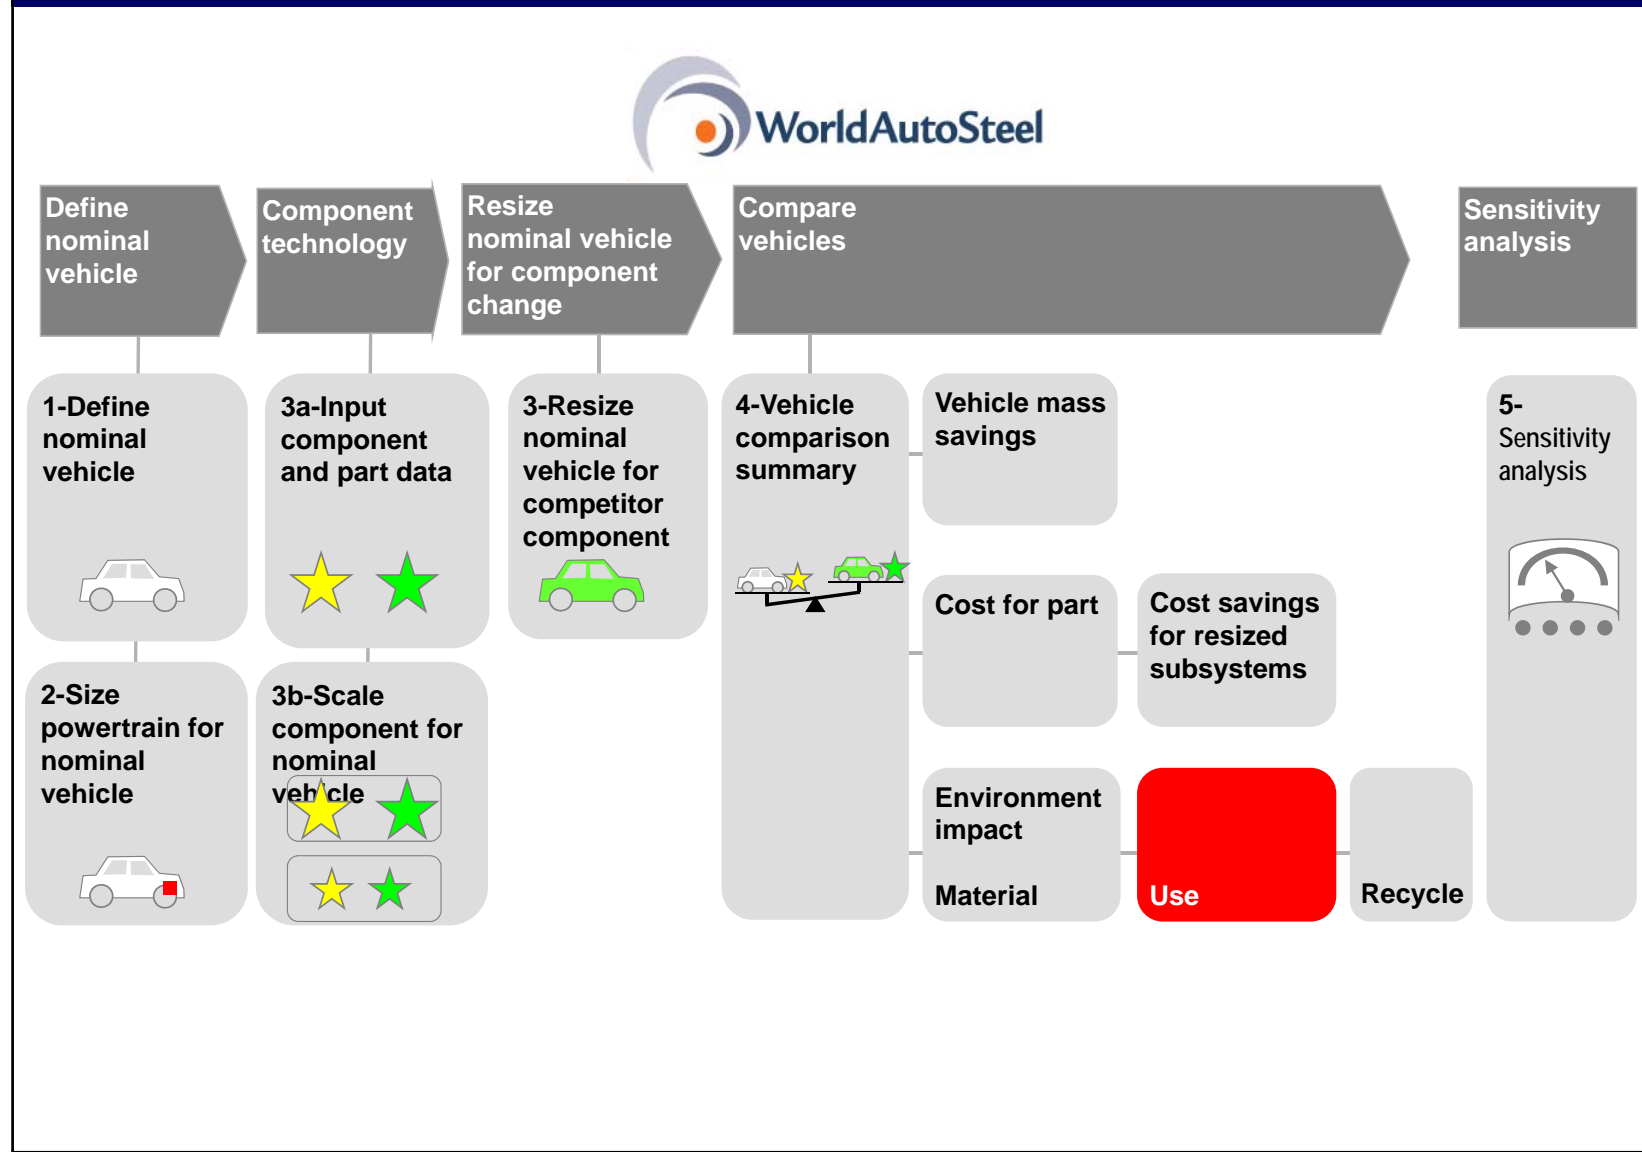 WorldAutoSteel
Define
nominal
vehicle
Component
technology
Resize
nominal vehicle
for component
change
Compare
vehicles
Sensitivity
analysis
1-Define
nominal
vehicle
3a-Input
component
and part data
3-Resize
nominal
vehicle for
competitor
component
4-Vehicle
comparison
summary
Vehicle mass
savings
5-
Sensitivity
analysis
Cost for part
Cost savings
for resized
subsystems
2-Size
powertrain for
nominal
vehicle
3b-Scale
component for
nominal
vehicle
Environment
impact
Material
Use
Recycle